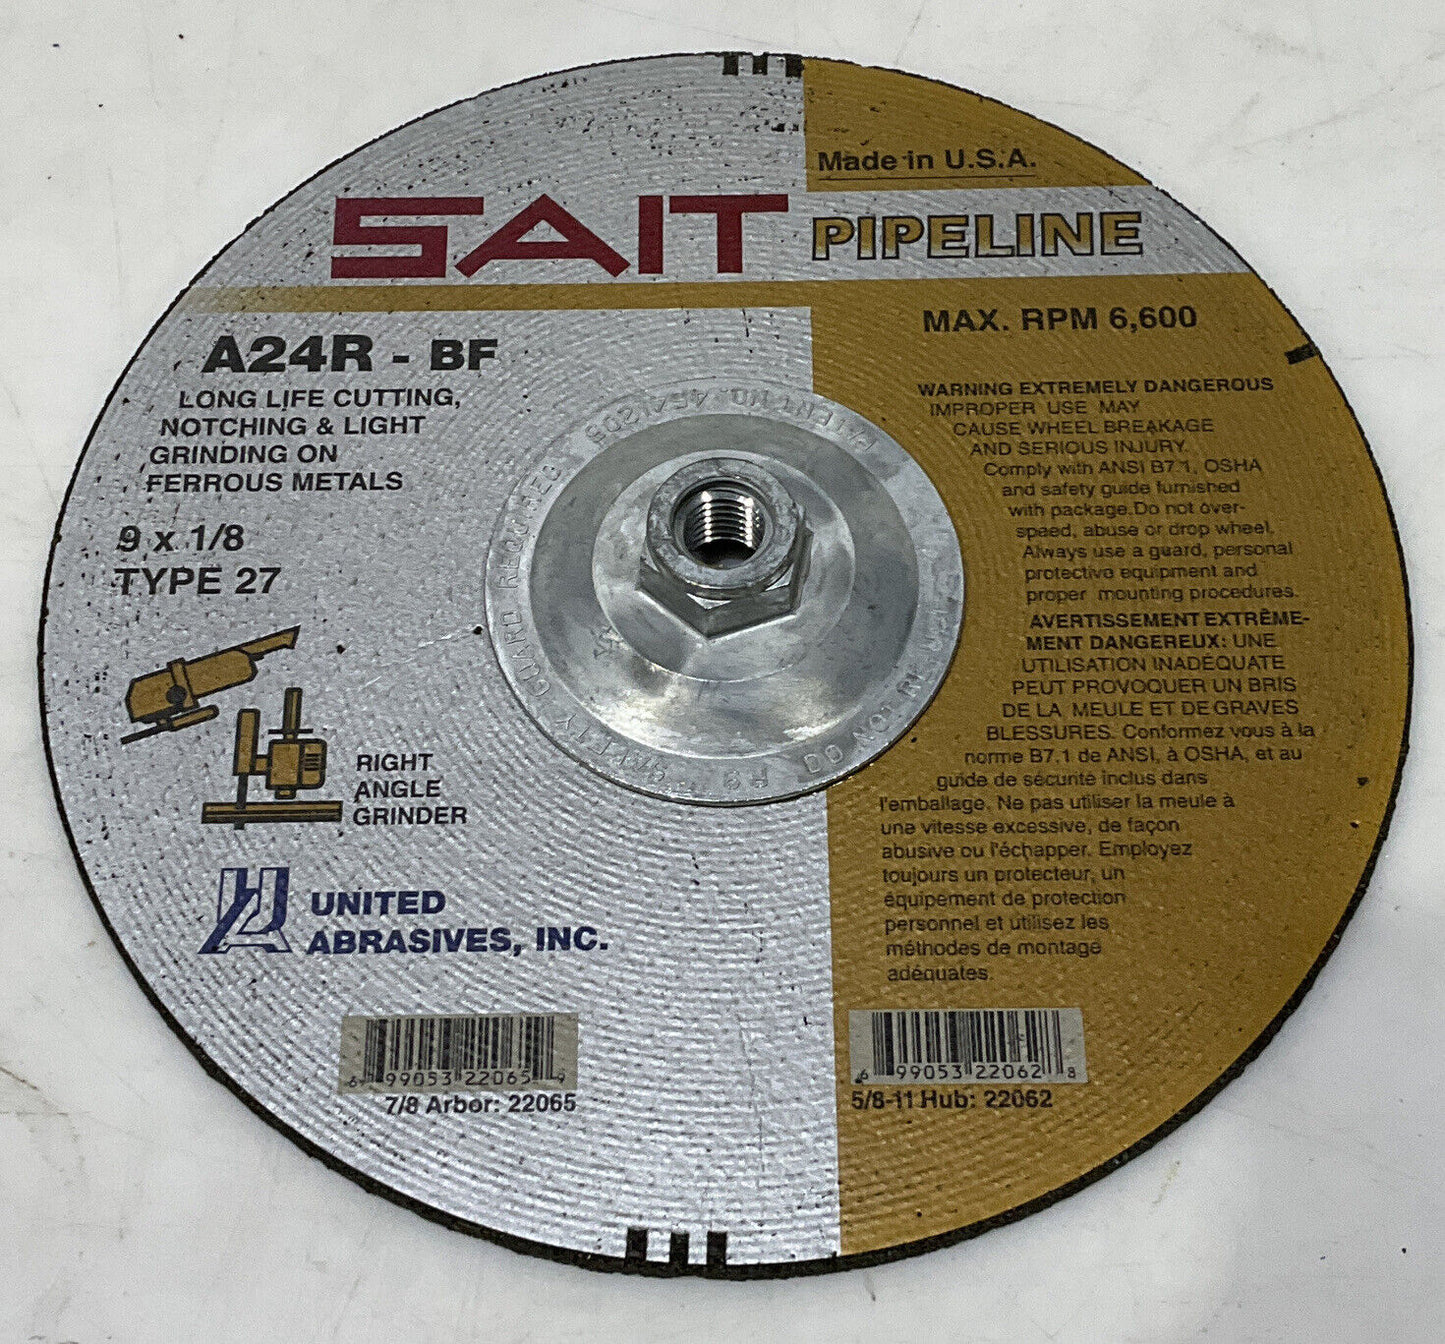 Made in U.S.A.
SAIT PIPELINE
MAX. RPM 6,600
A24R - BF
LONG LIFE CUTTING,
NOTCHING & LIGHT
GRINDING ON
FERROUS METALS
9 x 1/8
TYPE 27
RIGHT
ANGLE
GRINDER
UNITED
ABRASIVES, INC.
6 99053 22065 9
7/8 Arbor: 22065
WARNING EXTREMELY DANGEROUS
IMPROPER USE MAY
CAUSE WHEEL BREAKAGE
AND SERIOUS INJURY.
Comply with ANSI B7.1, OSHA
and safety guide furnished
with package.Do not over-
speed, abuse or drop wheel.
Always use a guard, personal
protective equipment and
proper mounting procedures.
AVERTISSEMENT EXTRÊME-
MENT DANGEREUX: UNE
UTILISATION INADÉQUATE
PEUT PROVOQUER UN BRIS
DE LA MEULE ET DE GRAVES
BLESSURES. Conformez vous à la
norme B7.1 de ANSI, à OSHA, et au
guide de sécurité inclus dans
l'emballage. Ne pas utiliser la meule à
une vitesse excessive, de façon
abusive ou l'échapper. Employez
toujours un protecteur, un
équipement de protection
personnel et utilisez les
méthodes de montage
adéquates.
6 99053 22062 8
5/8-11 Hub: 22062
SAFETY GUARD REQUIRED
PATENT NO. 4541205
DO NOT